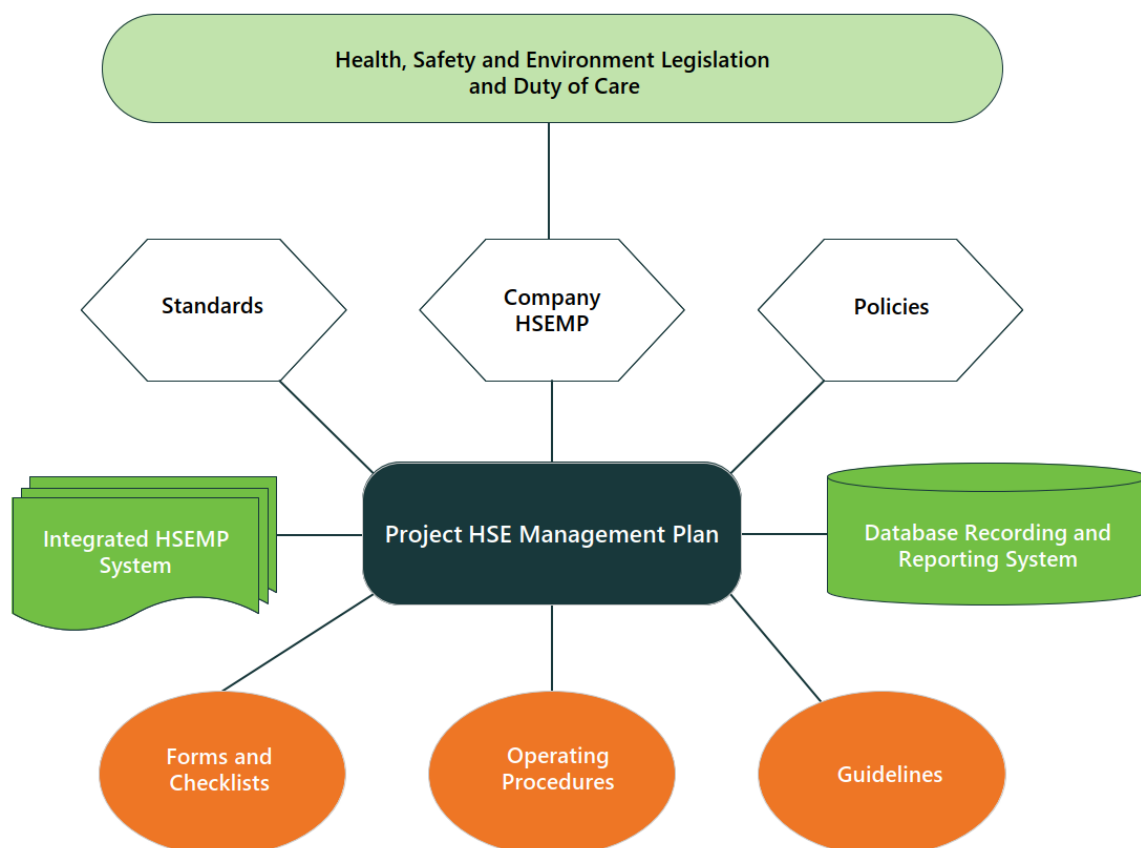 Health, Safety and Environment Legislation
and Duty of Care
Standards
Company
HSEMP
Policies
Integrated HSEMP
System
Project HSE Management Plan
Database Recording and
Reporting System
Forms and
Checklists
Operating
Procedures
Guidelines